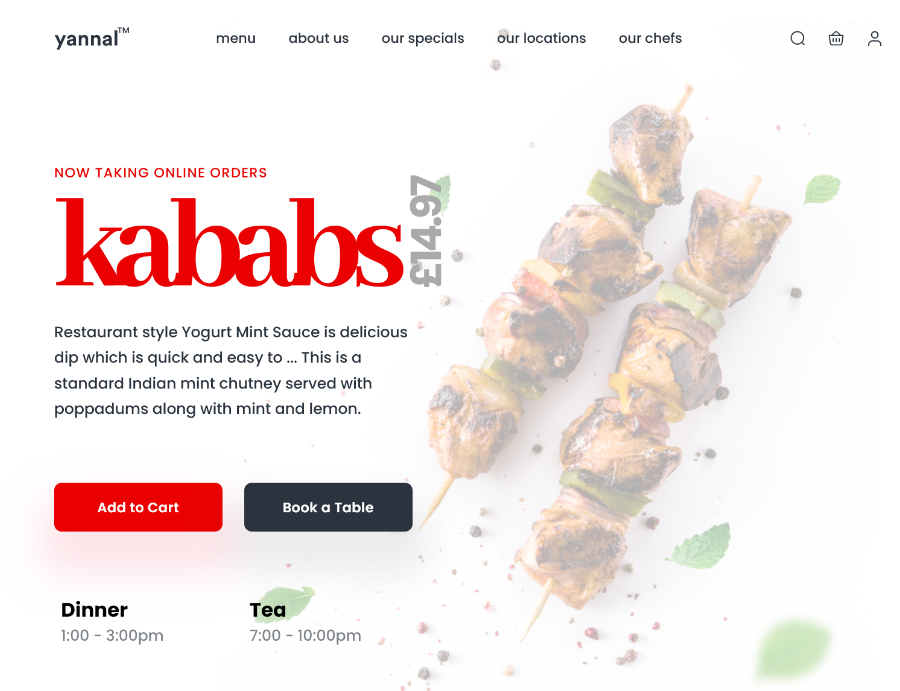 yannal™
menu about us our specials our locations our chefs
NOW TAKING ONLINE ORDERS
kababs
£14.97
Restaurant style Yogurt Mint Sauce is delicious
dip which is quick and easy to ... This is a
standard Indian mint chutney served with
poppadums along with mint and lemon.
Add to Cart Book a Table
Dinner Tea
1:00 - 3:00pm 7:00 - 10:00pm